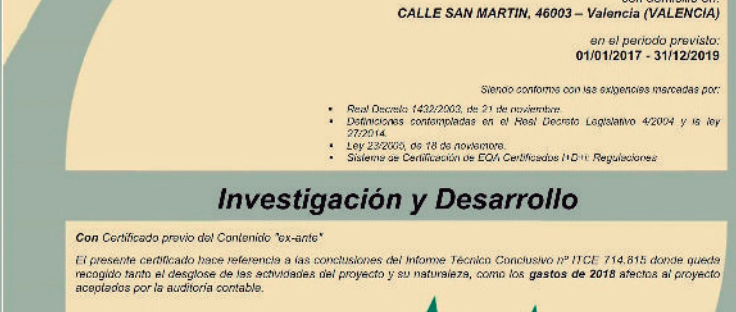 con domicilio en:
CALLE SAN MARTIN, 46003 – Valencia (VALENCIA)
en el periodo previsto:
01/01/2017 - 31/12/2019
Siendo conforme con las exigencias marcadas por:
• Real Decreto 1432/2003, de 21 de noviembre.
• Definiciones contempladas en el Real Decreto Legislativo 4/2004 y la ley
27/2014.
• Ley 23/2005, de 18 de noviembre.
• Sistema de Certificación de EQA Certificados I+D+i: Regulaciones
Investigación y Desarrollo
Con Certificado previo del Contenido "ex-ante"
El presente certificado hace referencia a las conclusiones del Informe Técnico Conclusivo nº ITCE 714.815 donde queda
recogido tanto el desglose de las actividades del proyecto y su naturaleza, como los gastos de 2018 afectos al proyecto
aceptados por la auditoría contable.